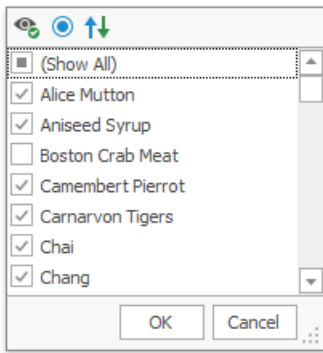 (Show All)
Alice Mutton
Aniseed Syrup
Boston Crab Meat
Camembert Pierrot
Carnarvon Tigers
Chai
Chang
OK Cancel